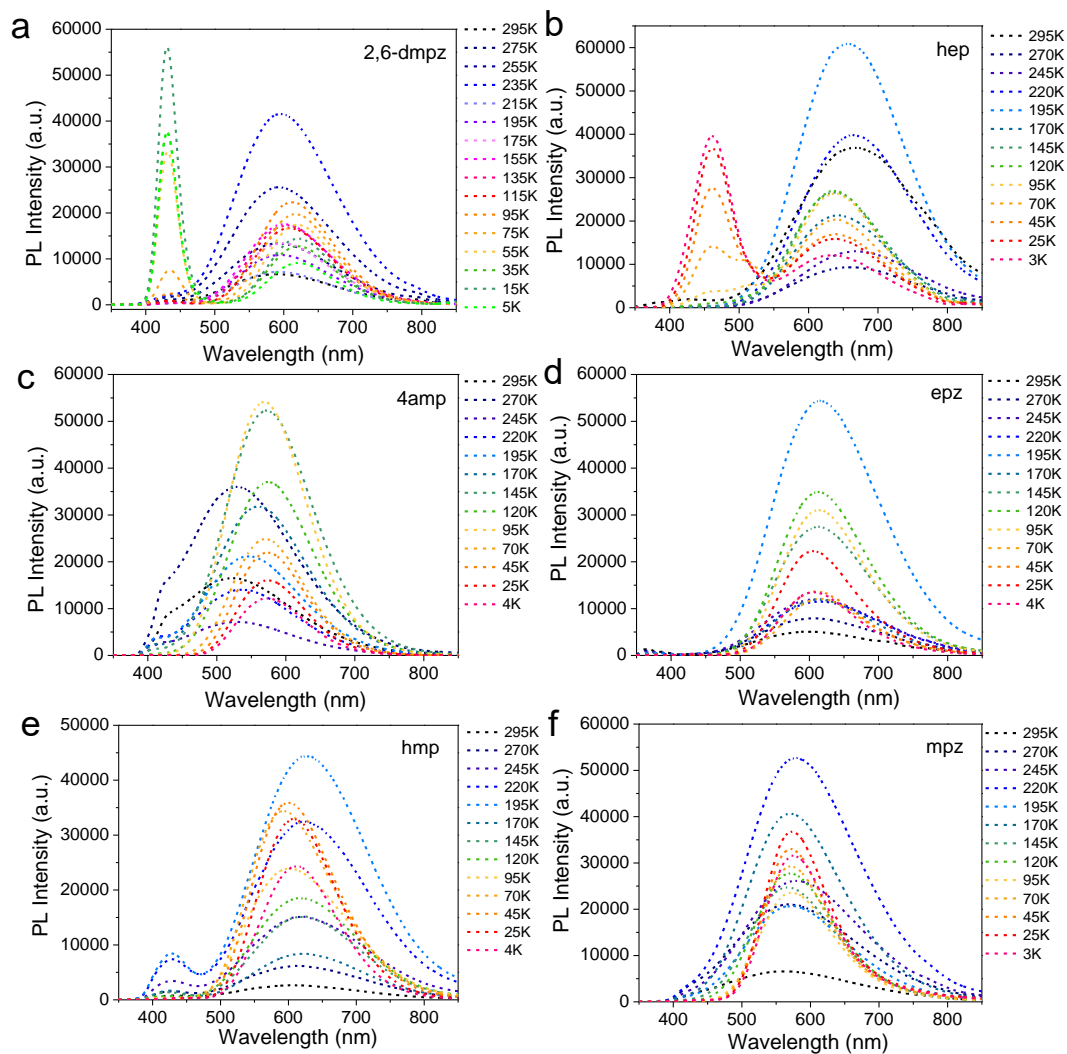 a
2,6-dmpz
PL Intensity (a.u.)
60000
50000
40000
30000
20000
10000
0
400 500 600 700 800
Wavelength (nm)
295K
275K
255K
235K
215K
195K
175K
155K
135K
115K
95K
75K
55K
35K
15K
5K
b
hep
PL Intensity (a.u.)
60000
50000
40000
30000
20000
10000
0
400 500 600 700 800
Wavelength (nm)
295K
270K
245K
220K
195K
170K
145K
120K
95K
70K
45K
25K
3K
c
4amp
PL Intensity (a.u.)
60000
50000
40000
30000
20000
10000
0
400 500 600 700 800
Wavelength (nm)
295K
270K
245K
220K
195K
170K
145K
120K
95K
70K
45K
25K
4K
d
epz
PL Intensity (a.u.)
60000
50000
40000
30000
20000
10000
0
400 500 600 700 800
Wavelength (nm)
295K
270K
245K
220K
195K
170K
145K
120K
95K
70K
45K
25K
4K
e
hmp
PL Intensity (a.u.)
50000
40000
30000
20000
10000
0
400 500 600 700 800
Wavelength (nm)
295K
270K
245K
220K
195K
170K
145K
120K
95K
70K
45K
25K
4K
f
mpz
PL Intensity (a.u.)
60000
50000
40000
30000
20000
10000
0
400 500 600 700 800
Wavelength (nm)
295K
270K
245K
220K
195K
170K
145K
120K
95K
70K
45K
25K
3K